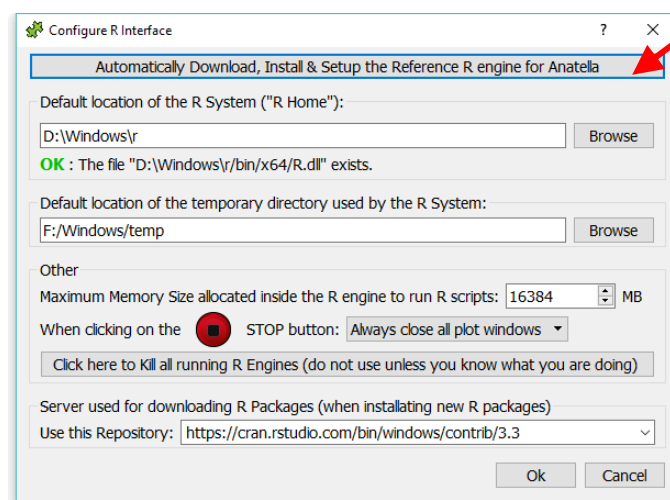 Configure R Interface ? ×
Automatically Download, Install & Setup the Reference R engine for Anatella
Default location of the R System ("R Home"):
D:\Windows\r Browse
OK : The file "D:\Windows\r/bin/x64/R.dll" exists.
Default location of the temporary directory used by the R System:
F:/Windows/temp Browse
Other
Maximum Memory Size allocated inside the R engine to run R scripts: 16384 MB
When clicking on the STOP button: Always close all plot windows
Click here to Kill all running R Engines (do not use unless you know what you are doing)
Server used for downloading R Packages (when installating new R packages)
Use this Repository: https://cran.rstudio.com/bin/windows/contrib/3.3
Ok Cancel